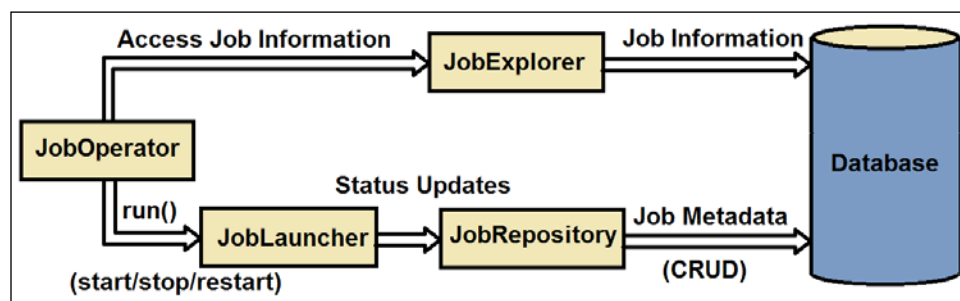 Access Job Information
Job Information
JobExplorer
JobOperator
Database
Status Updates
run()
JobLauncher
JobRepository
Job Metadata
(start/stop/restart)
(CRUD)